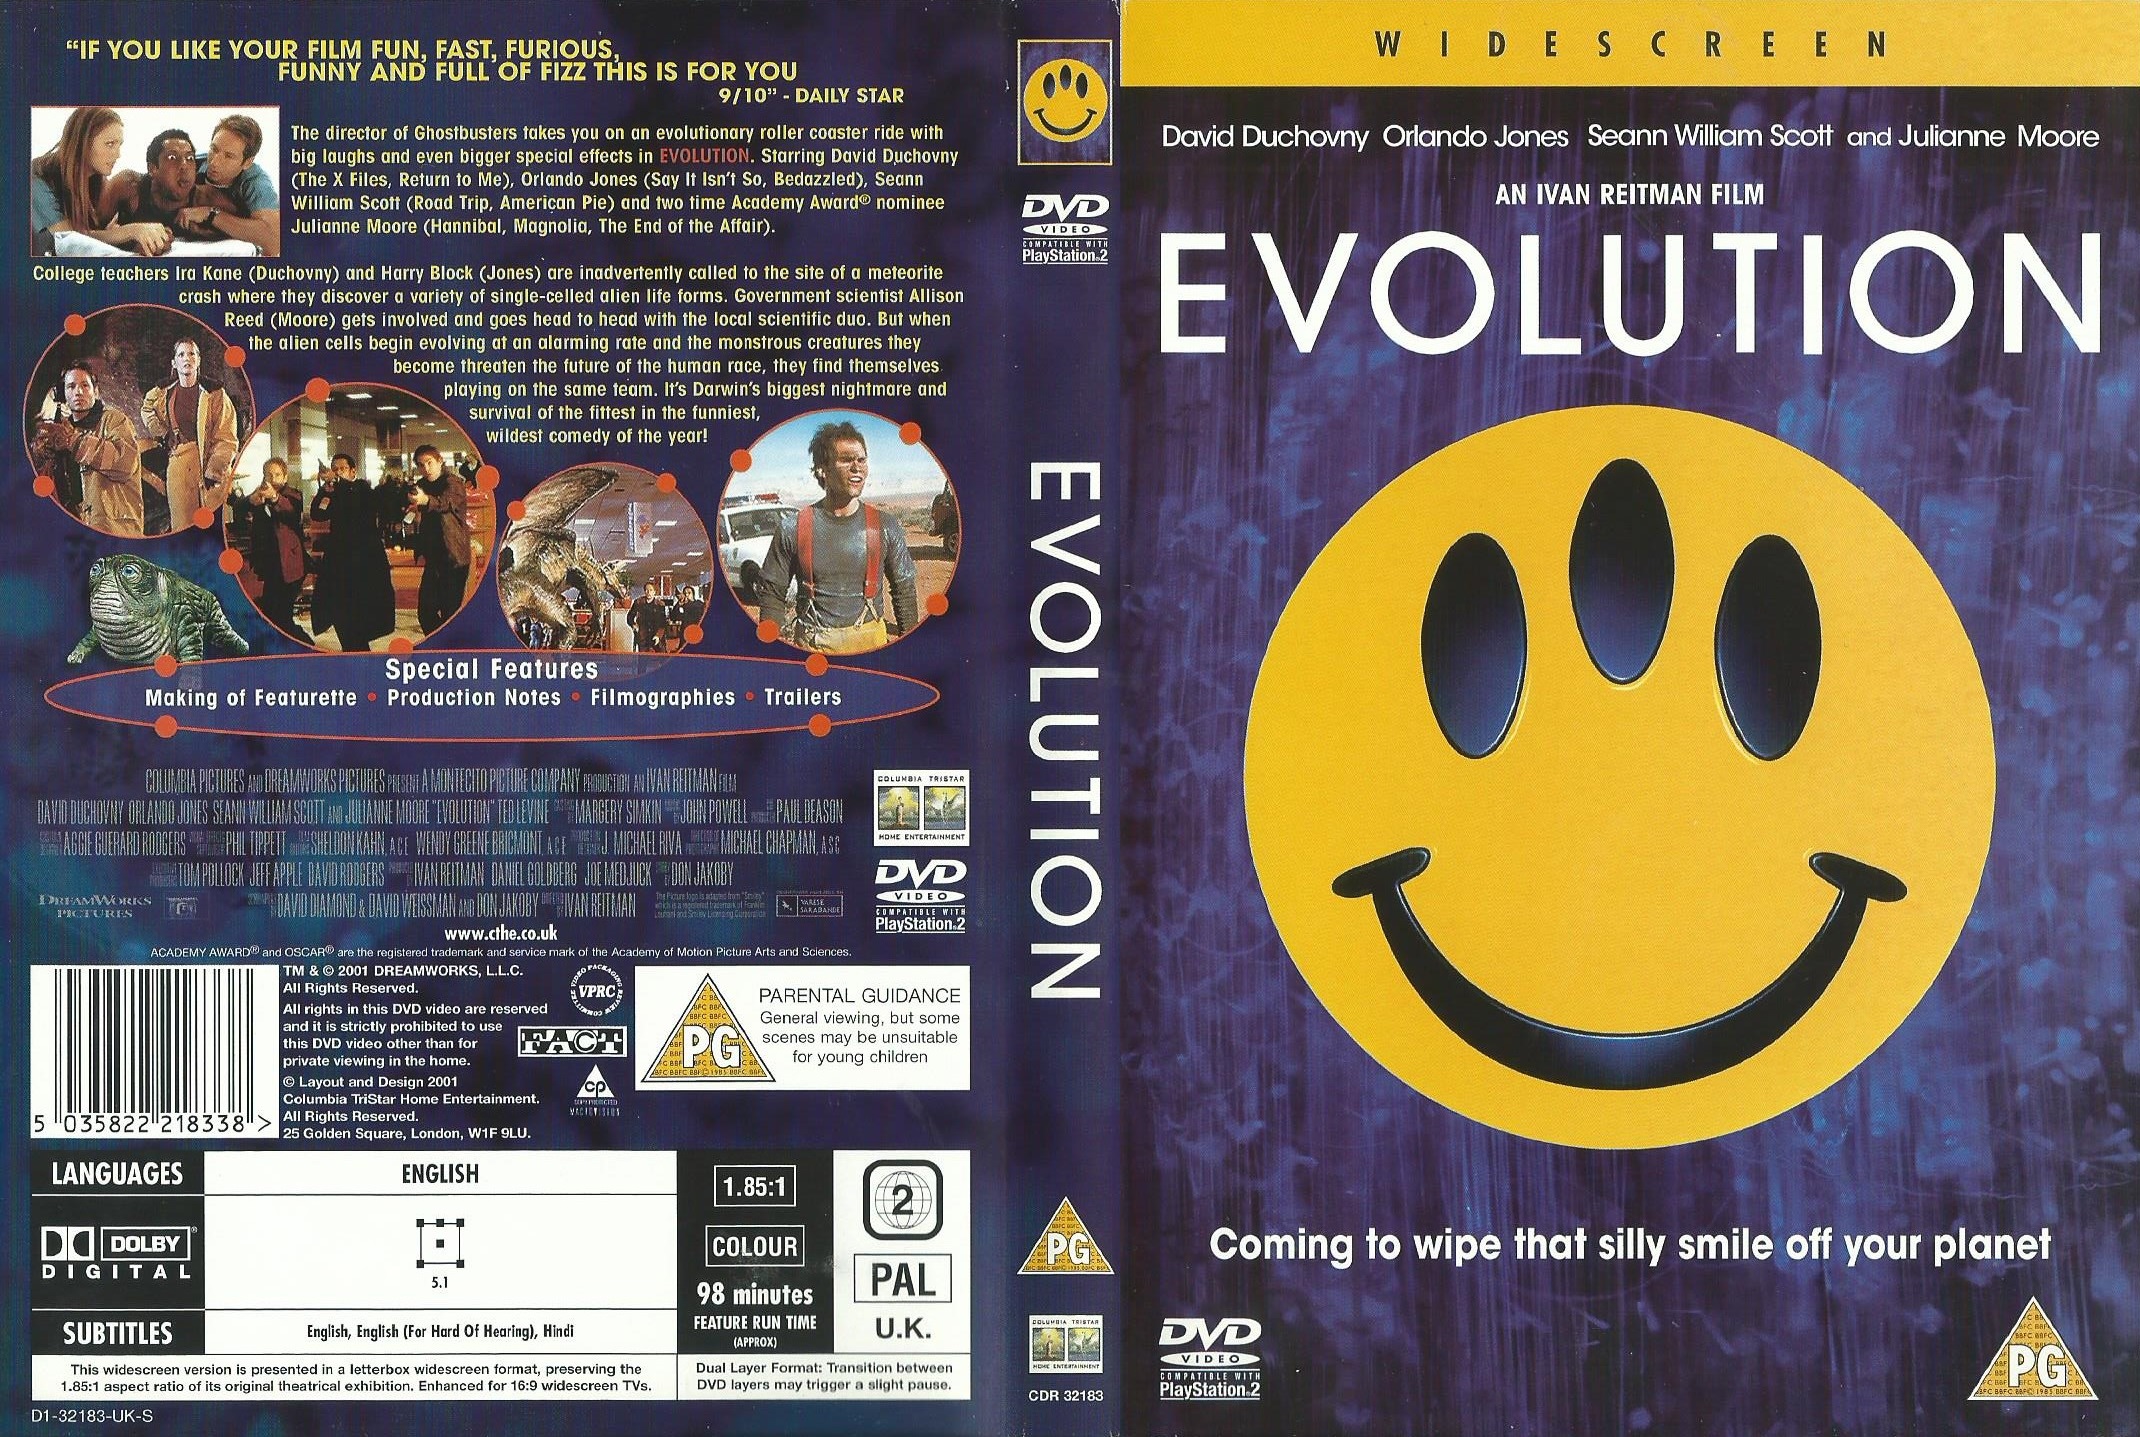 "IF YOU LIKE YOUR FILM FUN, FAST, FURIOUS,
FUNNY AND FULL OF FIZZ THIS IS FOR YOU
9/10" - DAILY STAR
The director of Ghostbusters takes you on an evolutionary roller coaster ride with
big laughs and even bigger special effects in EVOLUTION. Starring David Duchovny
(The X Files, Return to Me), Orlando Jones (Say It Isn't So, Bedazzled), Seann
William Scott (Road Trip, American Pie) and two time Academy Award® nominee
Julianne Moore (Hannibal, Magnolia, The End of the Affair).
College teachers Ira Kane (Duchovny) and Harry Block (Jones) are inadvertently called to the site of a meteorite
crash where they discover a variety of single-celled alien life forms. Government scientist Allison
Reed (Moore) gets involved and goes head to head with the local scientific duo. But when
the alien cells begin evolving at an alarming rate and the monstrous creatures they
become threaten the future of the human race, they find themselves
playing on the same team. It's Darwin's biggest nightmare and
survival of the fittest in the funniest,
wildest comedy of the year!
Special Features
Making of Featurette • Production Notes • Filmographies • Trailers
COLUMBIA PICTURES AND DREAMWORKS PICTURES PRESENT A MONTECITO PICTURE COMPANY PRODUCTION AN IVAN REITMAN FILM
DAVID DUCHOVNY ORLANDO JONES SEANN WILLIAM SCOTT AND JULIANNE MOORE "EVOLUTION" TED LEVINE MARGERY SIMKIN JOHN POWELL PAUL DEASON
AGGIE GUERARD RODGERS PHIL TIPPETT SHELDON KAHN, A.C.E. WENDY GREENE BRICMONT, A.C.E. J. MICHAEL RIVA MICHAEL CHAPMAN, A.S.C.
TOM POLLOCK JEFF APPLE DAVID RODGERS IVAN REITMAN DANIEL GOLDBERG JOE MEDJUCK DON JAKOBY
DREAMWORKS
PICTURES
DAVID DIAMOND & DAVID WEISSMAN AND DON JAKOBY IVAN REITMAN
VARESE
SARABANDE
COLUMBIA TRISTAR
HOME ENTERTAINMENT
DVD
VIDEO
COMPATIBLE WITH
PlayStation.2
www.cthe.co.uk
ACADEMY AWARD® and OSCAR® are the registered trademark and service mark of the Academy of Motion Picture Arts and Sciences.
TM & © 2001 DREAMWORKS, L.L.C.
All Rights Reserved.
All rights in this DVD video are reserved
and it is strictly prohibited to use
this DVD video other than for
private viewing in the home.
© Layout and Design 2001
Columbia TriStar Home Entertainment.
All Rights Reserved.
25 Golden Square, London, W1F 9LU.
5 035822 218338 >
VPRC
FACT
CP
MACROVISION
PG
PARENTAL GUIDANCE
General viewing, but some
scenes may be unsuitable
for young children
LANGUAGES
ENGLISH
DOLBY
DIGITAL
5.1
SUBTITLES
English, English (For Hard Of Hearing), Hindi
1.85:1
COLOUR
98 minutes
FEATURE RUN TIME
(APPROX)
2
PAL
U.K.
This widescreen version is presented in a letterbox widescreen format, preserving the
1.85:1 aspect ratio of its original theatrical exhibition. Enhanced for 16:9 widescreen TVs.
Dual Layer Format: Transition between
DVD layers may trigger a slight pause.
D1-32183-UK-S
DVD
VIDEO
COMPATIBLE WITH
PlayStation.2
EVOLUTION
PG
COLUMBIA TRISTAR
HOME ENTERTAINMENT
CDR 32183
WIDESCREEN
David Duchovny Orlando Jones Seann William Scott and Julianne Moore
AN IVAN REITMAN FILM
EVOLUTION
Coming to wipe that silly smile off your planet
DVD
VIDEO
COMPATIBLE WITH
PlayStation.2
PG